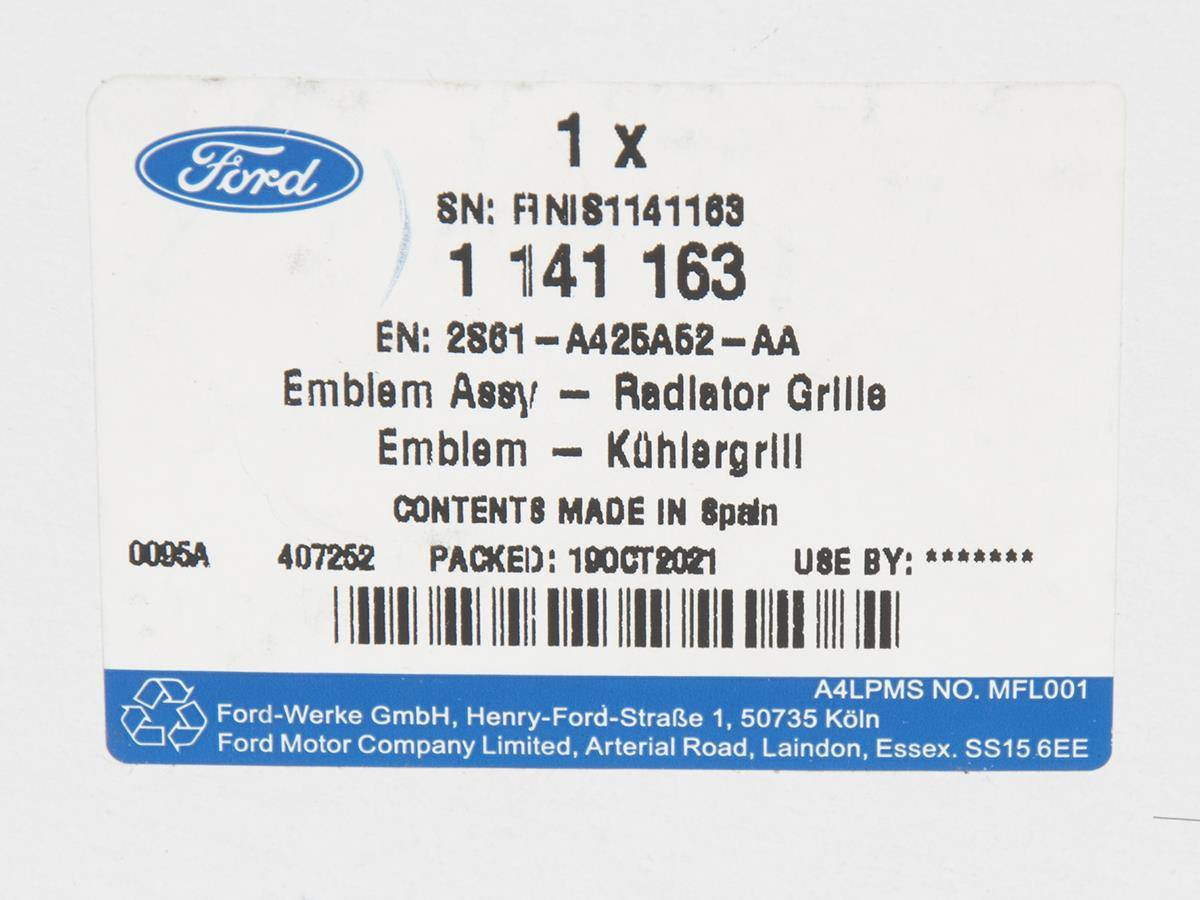 Ford
1 x
SN: FINIS1141163
1 141 163
EN: 2S61-A425A52-AA
Emblem Assy - Radiator Grille
Emblem - Kühlergrill
CONTENTS MADE IN Spain
0095A 407252 PACKED: 19OCT2021 USE BY: *******
A4LPMS NO. MFL001
Ford-Werke GmbH, Henry-Ford-Straße 1, 50735 Köln
Ford Motor Company Limited, Arterial Road, Laindon, Essex. SS15 6EE